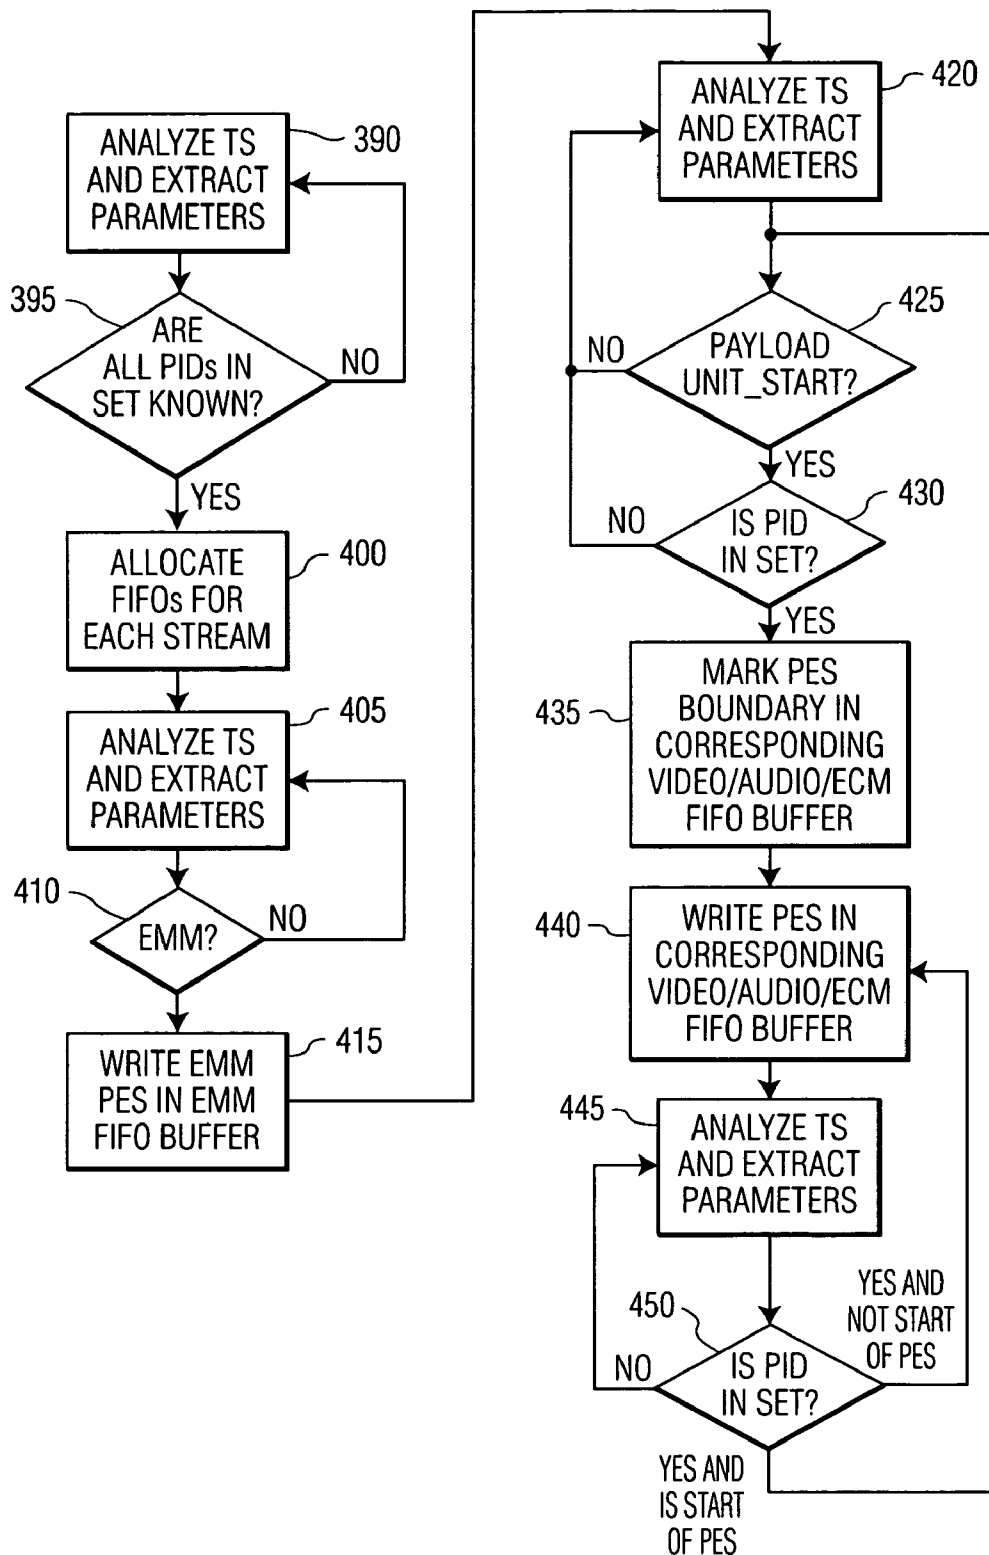 390
ANALYZE TS
AND EXTRACT
PARAMETERS
395
ARE
ALL PIDs IN
SET KNOWN?
NO
YES
400
ALLOCATE
FIFOs FOR
EACH STREAM
405
ANALYZE TS
AND EXTRACT
PARAMETERS
410
EMM?
NO
415
WRITE EMM
PES IN EMM
FIFO BUFFER
420
ANALYZE TS
AND EXTRACT
PARAMETERS
425
PAYLOAD
UNIT_START?
NO
YES
430
IS PID
IN SET?
NO
YES
435
MARK PES
BOUNDARY IN
CORRESPONDING
VIDEO/AUDIO/ECM
FIFO BUFFER
440
WRITE PES IN
CORRESPONDING
VIDEO/AUDIO/ECM
FIFO BUFFER
445
ANALYZE TS
AND EXTRACT
PARAMETERS
450
IS PID
IN SET?
NO
YES AND
NOT START
OF PES
YES AND
IS START
OF PES